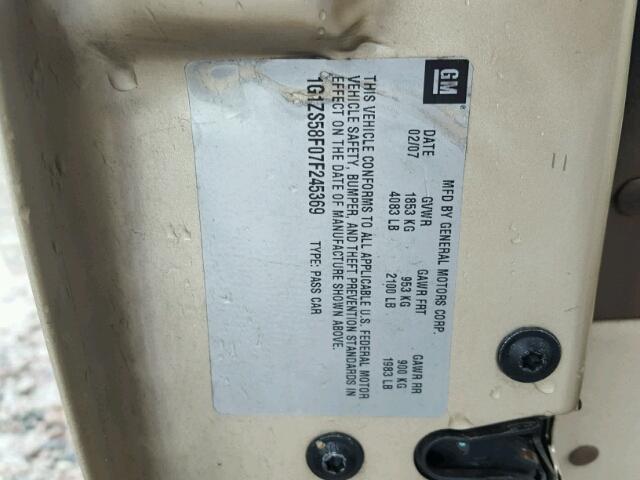 GM
MFD BY GENERAL MOTORS CORP.
DATE GVWR GAWR FRT GAWR RR
02/07 1853 KG 953 KG 900 KG
4083 LB 2100 LB 1983 LB
THIS VEHICLE CONFORMS TO ALL APPLICABLE U.S. FEDERAL MOTOR
VEHICLE SAFETY, BUMPER, AND THEFT PREVENTION STANDARDS IN
EFFECT ON THE DATE OF MANUFACTURE SHOWN ABOVE.
1G1ZS58F07F245369 TYPE: PASS CAR